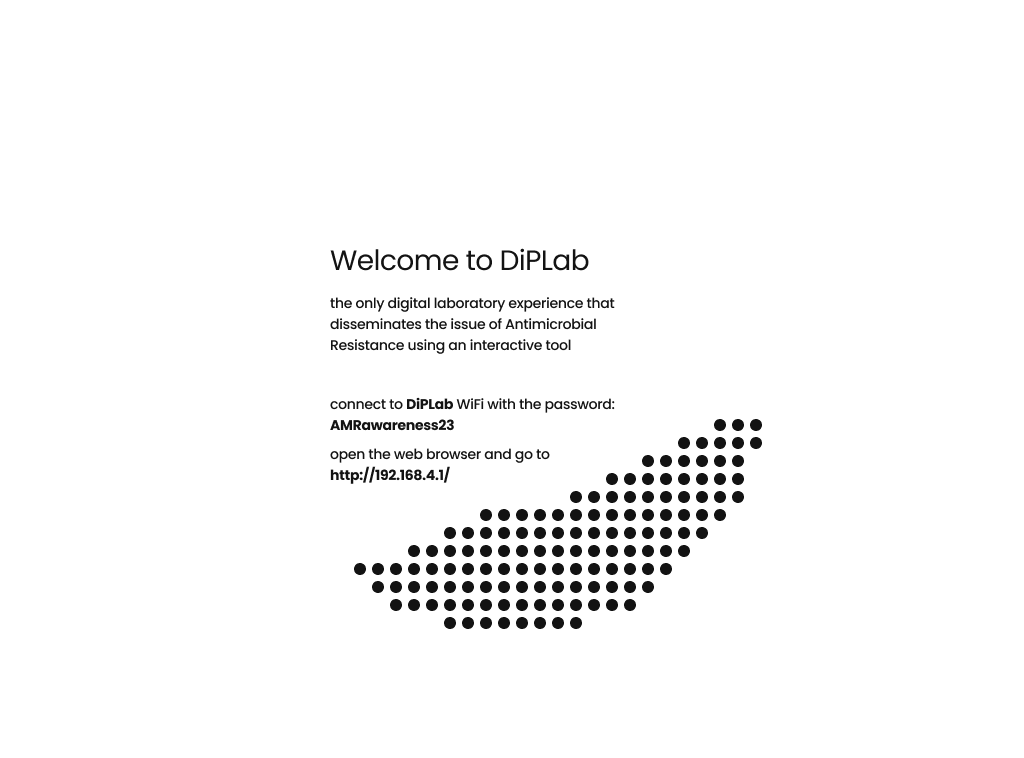 Welcome to DiPLab
the only digital laboratory experience that
disseminates the issue of Antimicrobial
Resistance using an interactive tool
connect to DiPLab WiFi with the password:
AMRawareness23
open the web browser and go to
http://192.168.4.1/